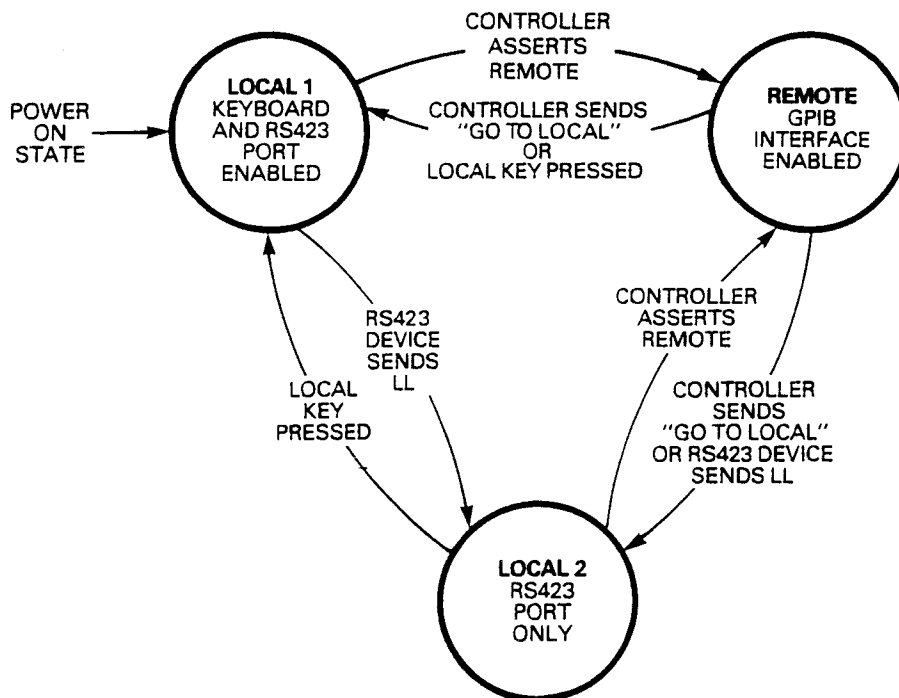 CONTROLLER
ASSERTS
REMOTE
POWER
ON
STATE
LOCAL 1
KEYBOARD
AND RS423
PORT
ENABLED
CONTROLLER SENDS
"GO TO LOCAL"
OR
LOCAL KEY PRESSED
REMOTE
GPIB
INTERFACE
ENABLED
RS423
DEVICE
SENDS
LL
LOCAL
KEY
PRESSED
CONTROLLER
ASSERTS
REMOTE
CONTROLLER
SENDS
"GO TO LOCAL"
OR RS423 DEVICE
SENDS LL
LOCAL 2
RS423
PORT
ONLY